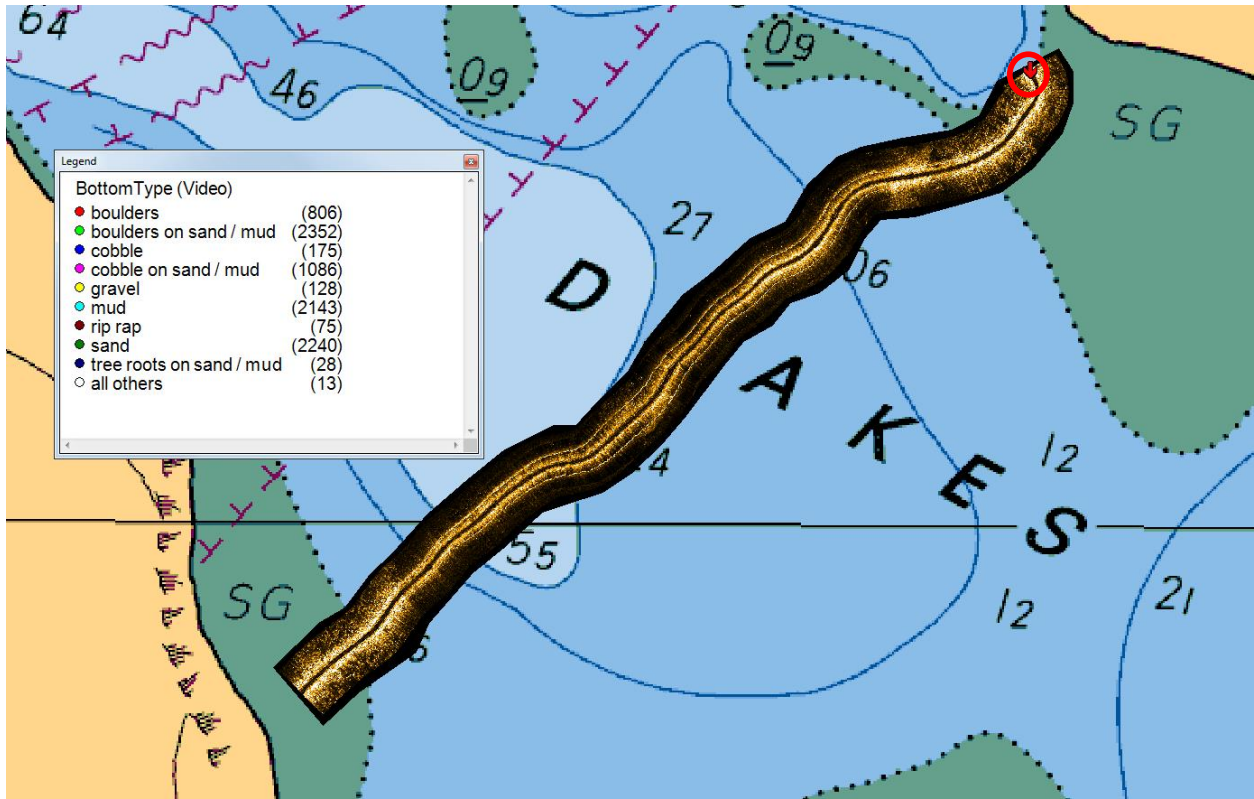 6₄
0₉
4₆
0₉
SG
Legend
BottomType (Video)
boulders (806)
boulders on sand / mud (2352)
cobble (175)
cobble on sand / mud (1086)
gravel (128)
mud (2143)
rip rap (75)
sand (2240)
tree roots on sand / mud (28)
all others (13)
2₇
D
0₆
A
K
E
S
1₂
4
5₅
SG
1₂
2₁
6